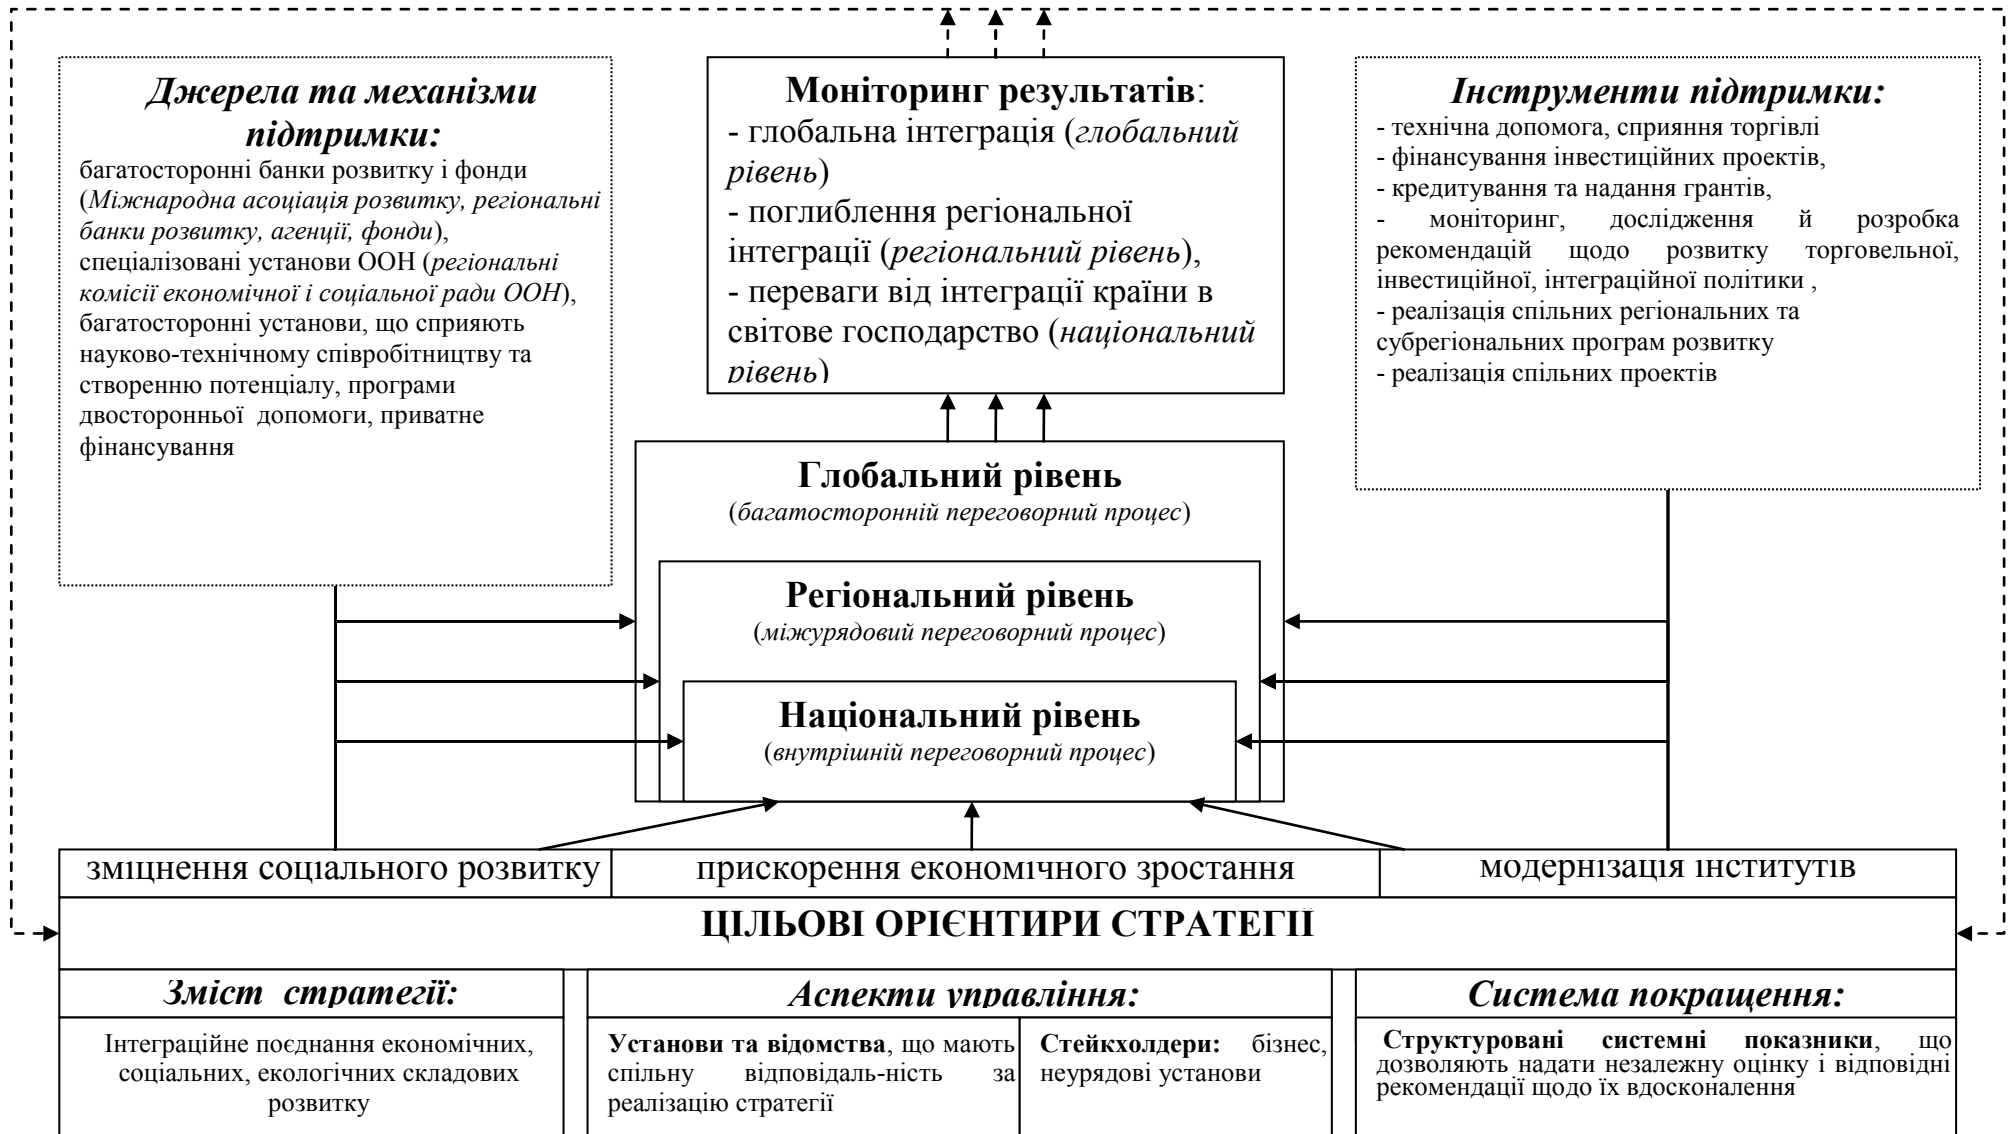 Джерела та механізми
підтримки:
багатосторонні банки розвитку і фонди
(Міжнародна асоціація розвитку, регіональні
банки розвитку, агенції, фонди),
спеціалізовані установи ООН (регіональні
комісії економічної і соціальної ради ООН),
багатосторонні установи, що сприяють
науково-технічному співробітництву та
створенню потенціалу, програми
двосторонньої допомоги, приватне
фінансування
Моніторинг результатів:
- глобальна інтеграція (глобальний
рівень)
- поглиблення регіональної
інтеграції (регіональний рівень),
- переваги від інтеграції країни в
світове господарство (національний
рівень)
Інструменти підтримки:
- технічна допомога, сприяння торгівлі
- фінансування інвестиційних проектів,
- кредитування та надання грантів,
- моніторинг, дослідження й розробка
рекомендацій щодо розвитку торговельної,
інвестиційної, інтеграційної політики ,
- реалізація спільних регіональних та
субрегіональних програм розвитку
- реалізація спільних проектів
Глобальний рівень
(багатосторонній переговорний процес)
Регіональний рівень
(міжурядовий переговорний процес)
Національний рівень
(внутрішній переговорний процес)
зміцнення соціального розвитку
прискорення економічного зростання
модернізація інститутів
ЦІЛЬОВІ ОРІЄНТИРИ СТРАТЕГІЇ
Зміст стратегії:
Інтеграційне поєднання економічних,
соціальних, екологічних складових
розвитку
Аспекти управління:
Установи та відомства, що мають
спільну відповідаль-ність за
реалізацію стратегії
Стейкхолдери: бізнес,
неурядові установи
Система покращення:
Структуровані системні показники, що
дозволяють надати незалежну оцінку і відповідні
рекомендації щодо їх вдосконалення